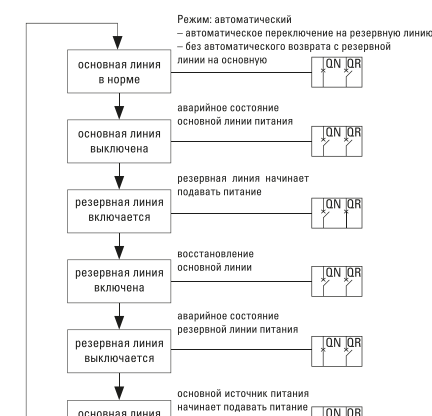 Режим: автоматический
– автоматическое переключение на резервную линию
– без автоматического возврата с резервной
линии на основную
основная линия
в норме
QN QR
аварийное состояние
основной линии питания
основная линия
выключена
QN QR
резервная линия начинает
подавать питание
резервная линия
включается
QN QR
восстановление
основной линии
резервная линия
включена
QN QR
аварийное состояние
резервной линии питания
резервная линия
выключается
QN QR
основной источник питания
начинает подавать питание
основная линия
QN QR